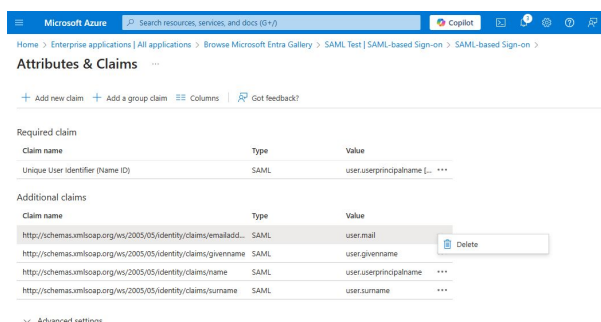 Microsoft Azure Search resources, services, and docs (G+/) Copilot
Home > Enterprise applications | All applications > Browse Microsoft Entra Gallery > SAML Test | SAML-based Sign-on > SAML-based Sign-on >
Attributes & Claims ...
+ Add new claim + Add a group claim Columns Got feedback?
Required claim
Claim name Type Value
Unique User Identifier (Name ID) SAML user.userprincipalname [... •••
Additional claims
Claim name Type Value
http://schemas.xmlsoap.org/ws/2005/05/identity/claims/emailadd... SAML user.mail
Delete
http://schemas.xmlsoap.org/ws/2005/05/identity/claims/givenname SAML user.givenname
http://schemas.xmlsoap.org/ws/2005/05/identity/claims/name SAML user.userprincipalname •••
http://schemas.xmlsoap.org/ws/2005/05/identity/claims/surname SAML user.surname •••
Advanced settings